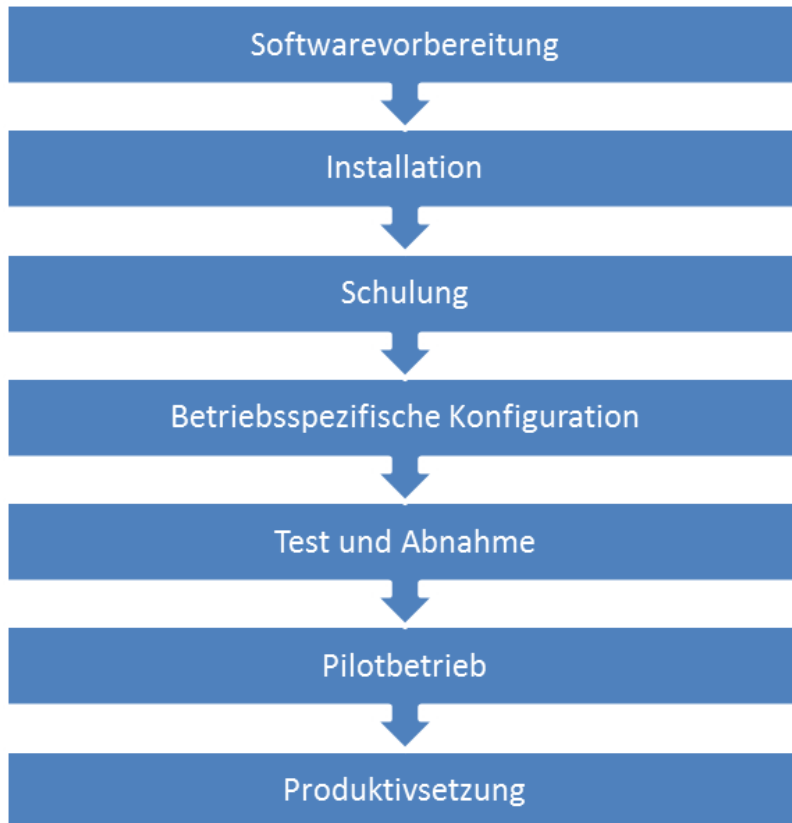 Softwarevorbereitung
Installation
Schulung
Betriebsspezifische Konfiguration
Test und Abnahme
Pilotbetrieb
Produktivsetzung